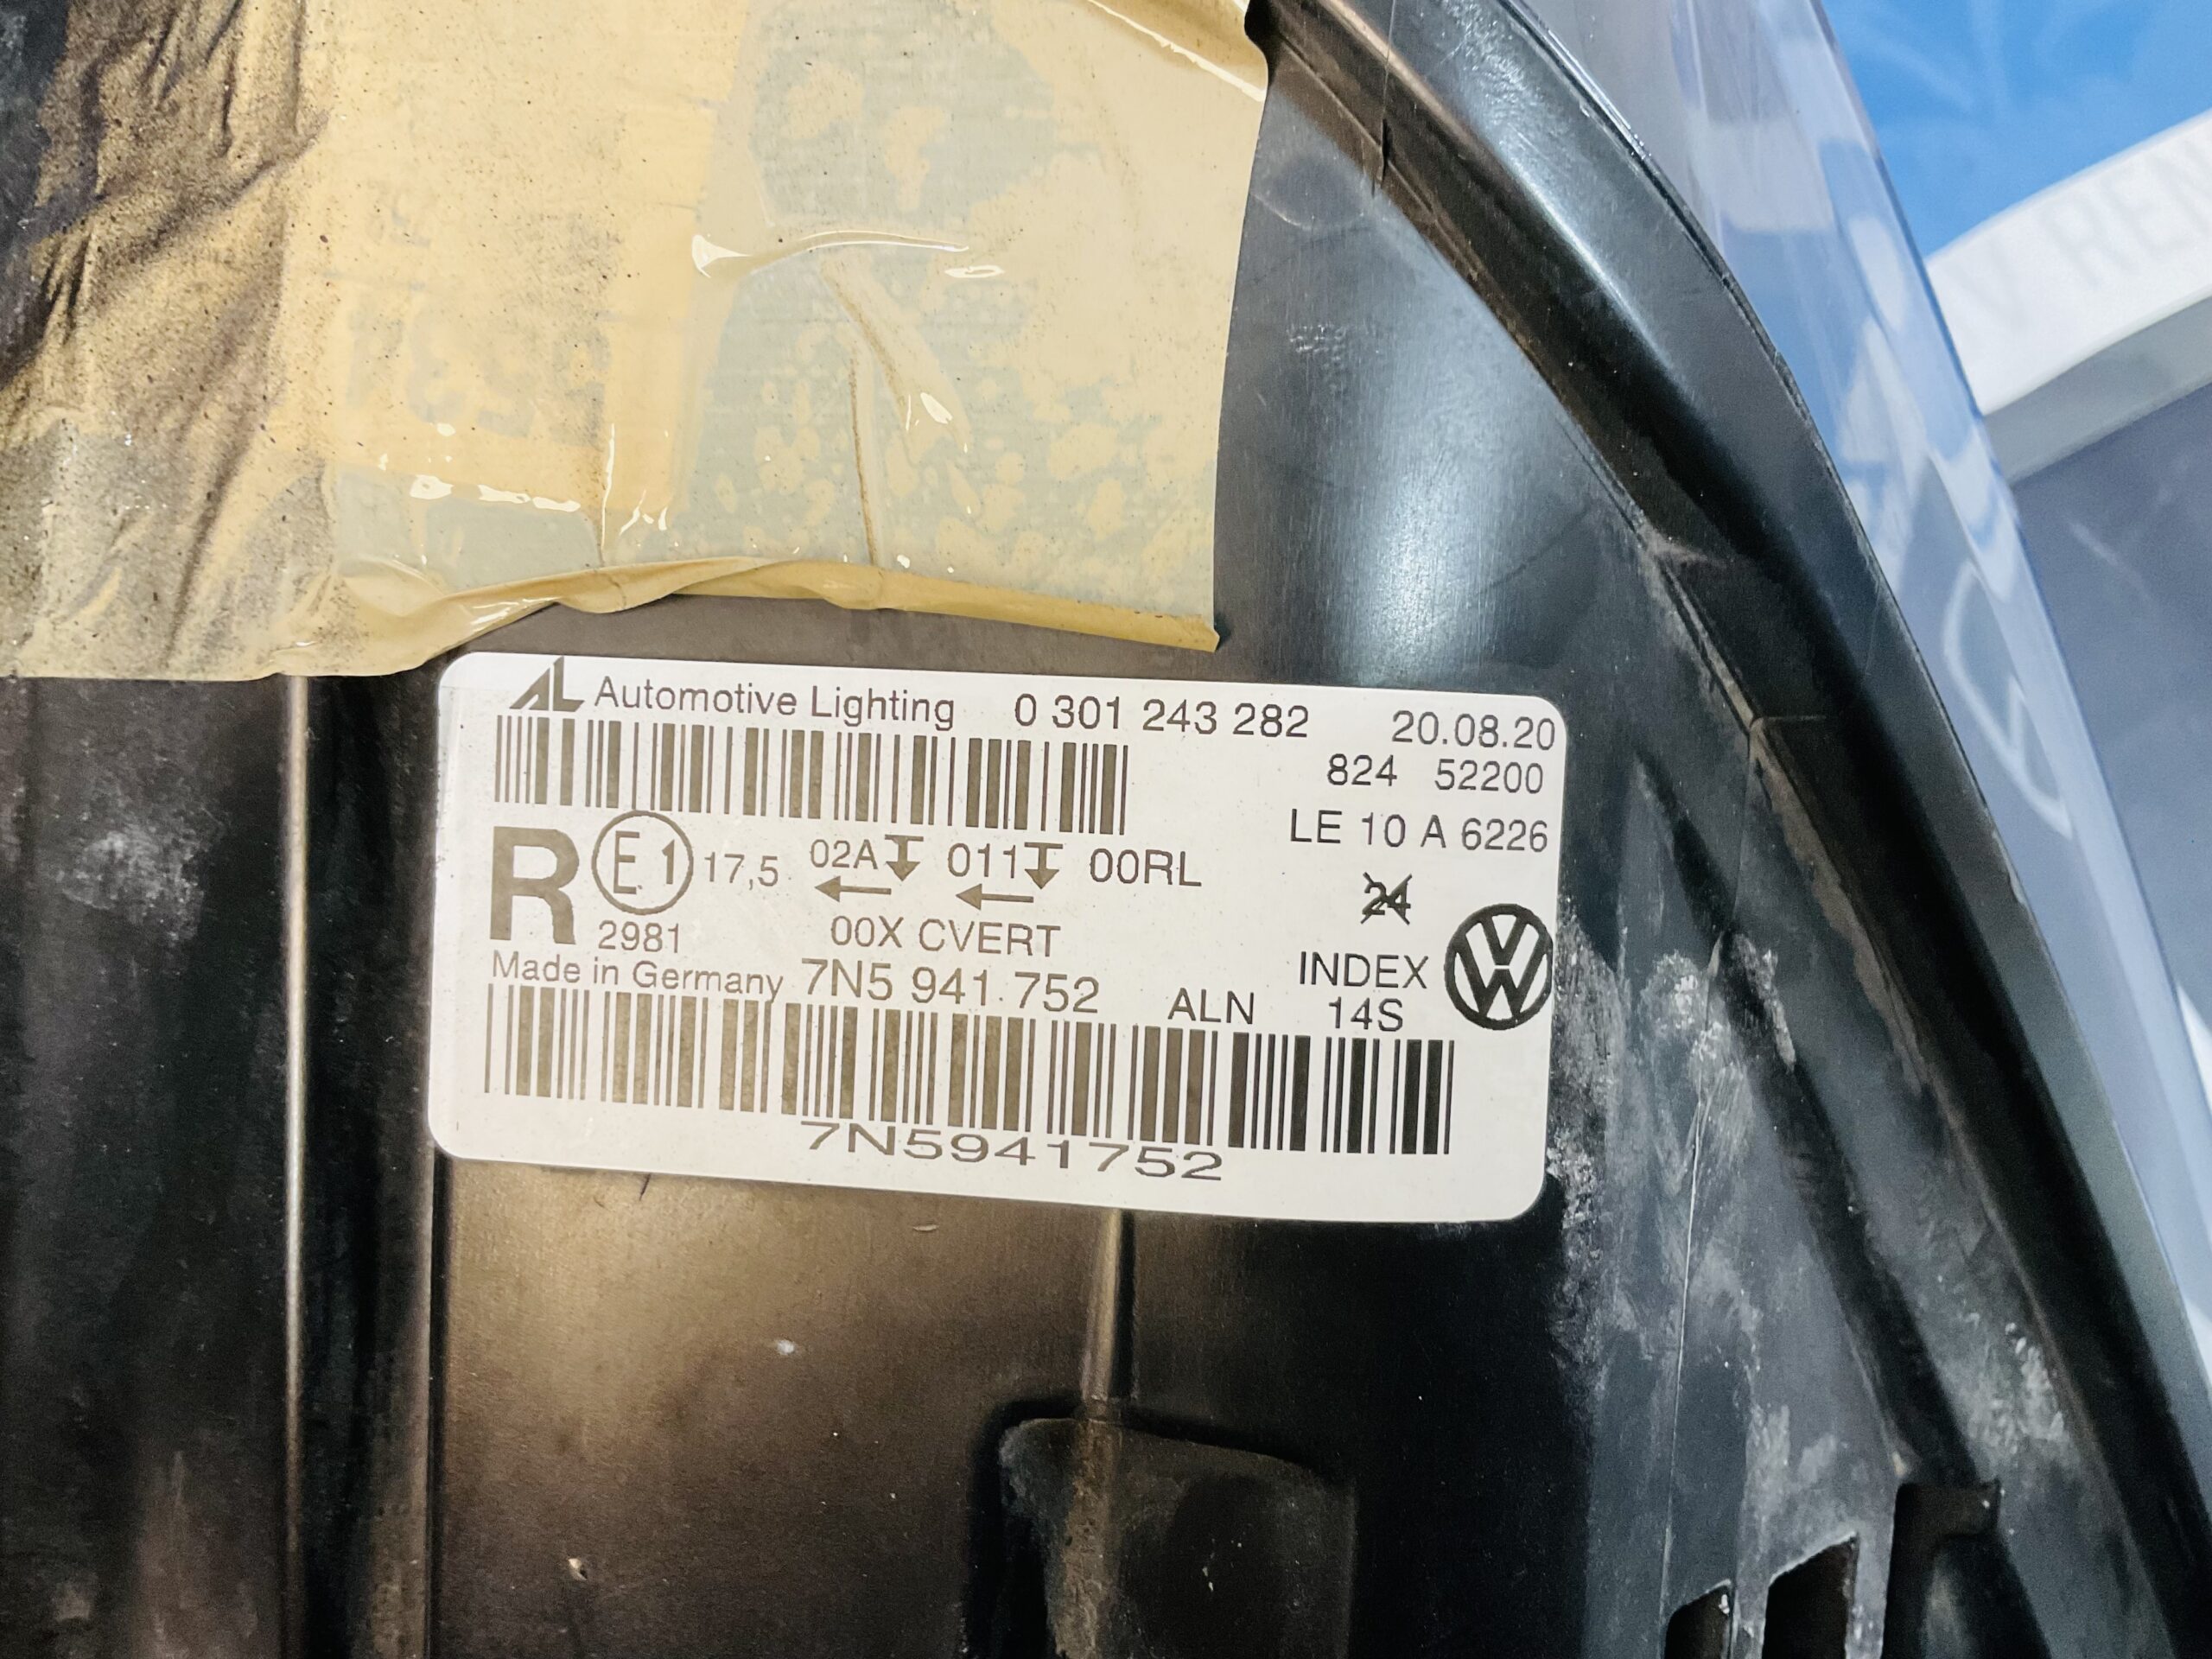 AL Automotive Lighting 0 301 243 282 20.08.20
824 52200
LE 10 A 6226
R E1 17,5 02A 011 00RL
24
2981 00X CVERT
INDEX
Made in Germany 7N5 941 752 ALN 14S
7N5941752